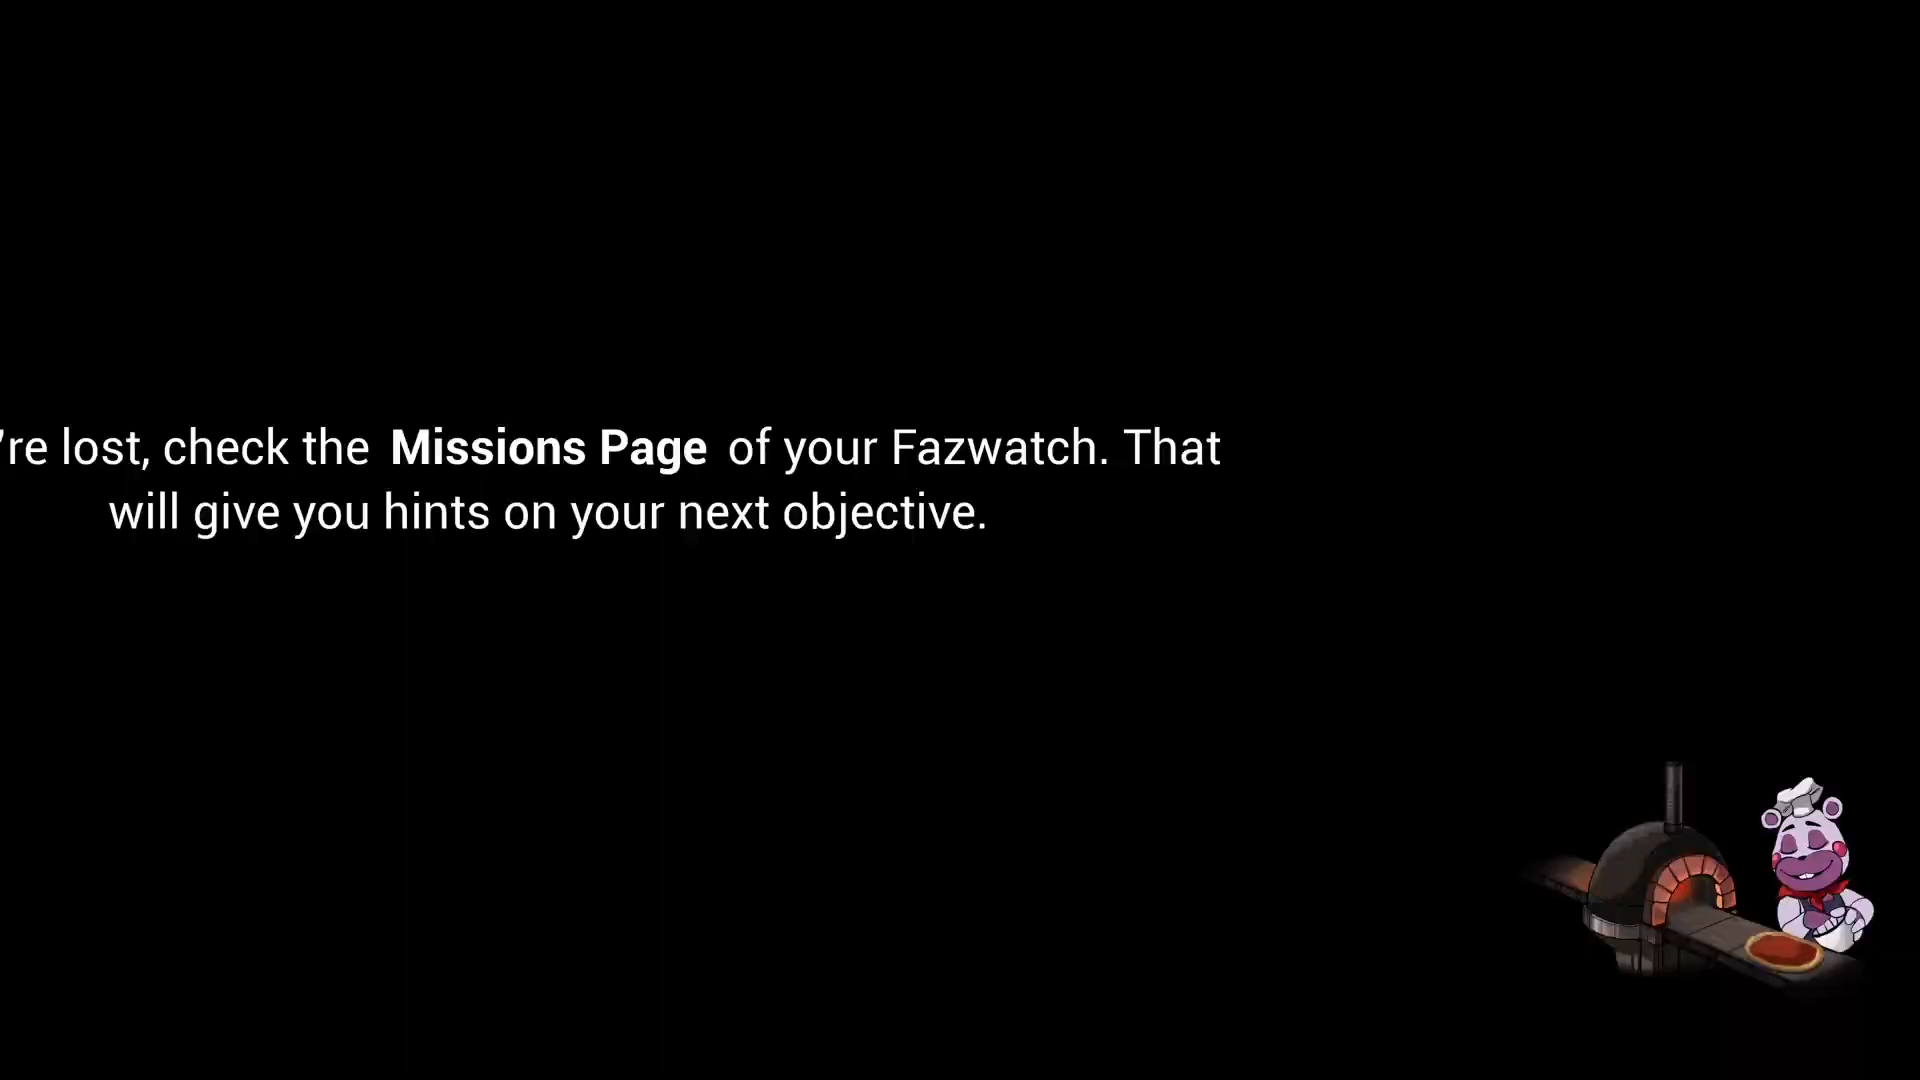 're lost, check the Missions Page of your Fazwatch. That
will give you hints on your next objective.